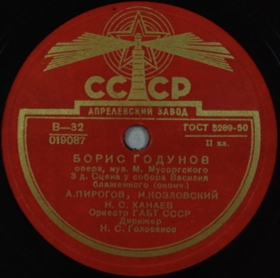 СССР
АПРЕЛЕВСКИЙ ЗАВОД
В—32
019087
ГОСТ 5289-50
II кл.
БОРИС ГОДУНОВ
опера, муз. М. Мусоргского
3 д. Сцена у собора Василия
блаженного (оконч.)
А. ПИРОГОВ, И. КОЗЛОВСКИЙ
Н. С. ХАНАЕВ
Оркестр ГАБТ СССР
Дирижер
Н. С. Голованов